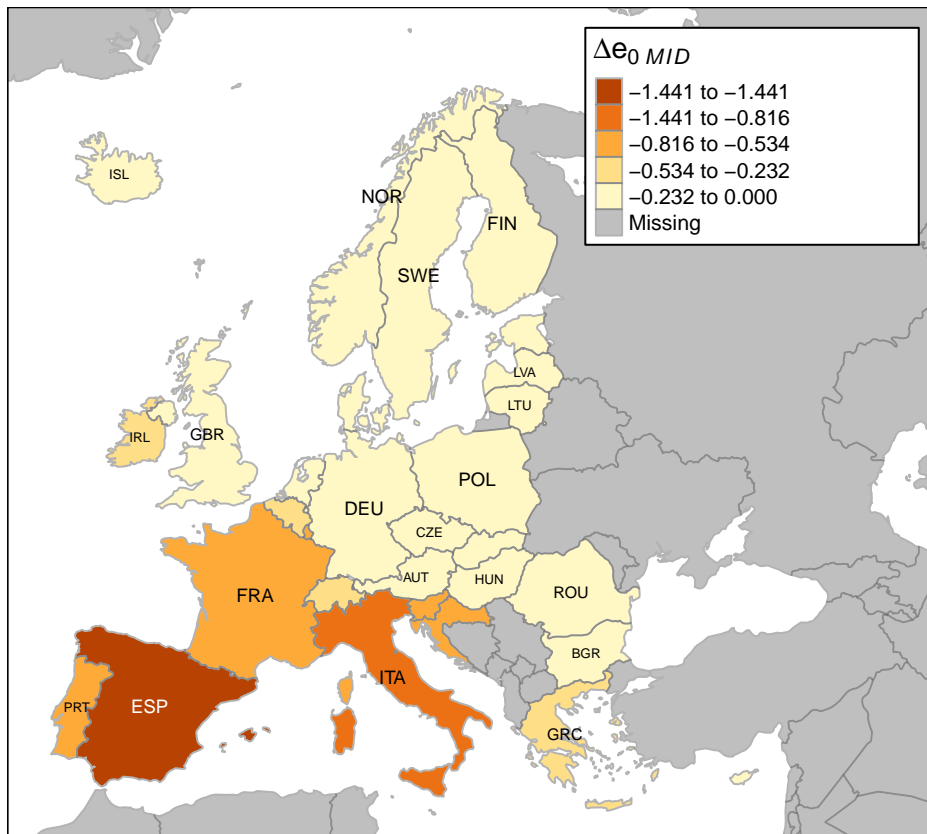 Δe0 MID
−1.441 to −1.441
−1.441 to −0.816
−0.816 to −0.534
−0.534 to −0.232
−0.232 to 0.000
Missing
ISL
NOR
FIN
SWE
LVA
LTU
IRL
GBR
POL
DEU
CZE
AUT
HUN
FRA
ROU
BGR
ITA
PRT
ESP
GRC